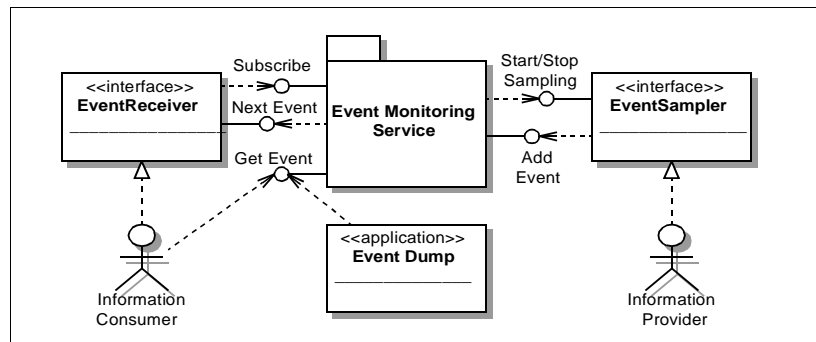 Subscribe
<<interface>>
EventReceiver
Next Event
Get Event
Event Monitoring
Service
Start/Stop
Sampling
<<interface>>
EventSampler
Add
Event
<<application>>
Event Dump
Information
Consumer
Information
Provider